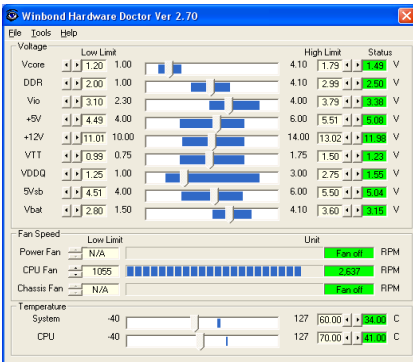 Winbond Hardware Doctor Ver 2.70
File Tools Help
Voltage
Low Limit High Limit Status
Vcore 1.20 1.00 4.10 1.79 1.49 V
DDR 2.00 1.00 4.10 2.99 2.50 V
Vio 3.10 2.30 4.00 3.79 3.38 V
+5V 4.49 4.00 6.00 5.51 5.08 V
+12V 11.01 10.00 14.00 13.02 11.98 V
VTT 0.99 0.75 1.75 1.50 1.23 V
VDDQ 1.25 1.00 3.00 2.75 1.55 V
5Vsb 4.51 4.00 6.00 5.50 5.04 V
Vbat 2.80 1.50 4.10 3.60 3.15 V
Fan Speed
Low Limit Unit
Power Fan N/A Fan off RPM
CPU Fan 1055 2,637 RPM
Chassis Fan N/A Fan off RPM
Temperature
System -40 127 60.00 34.00 C
CPU -40 127 70.00 41.00 C